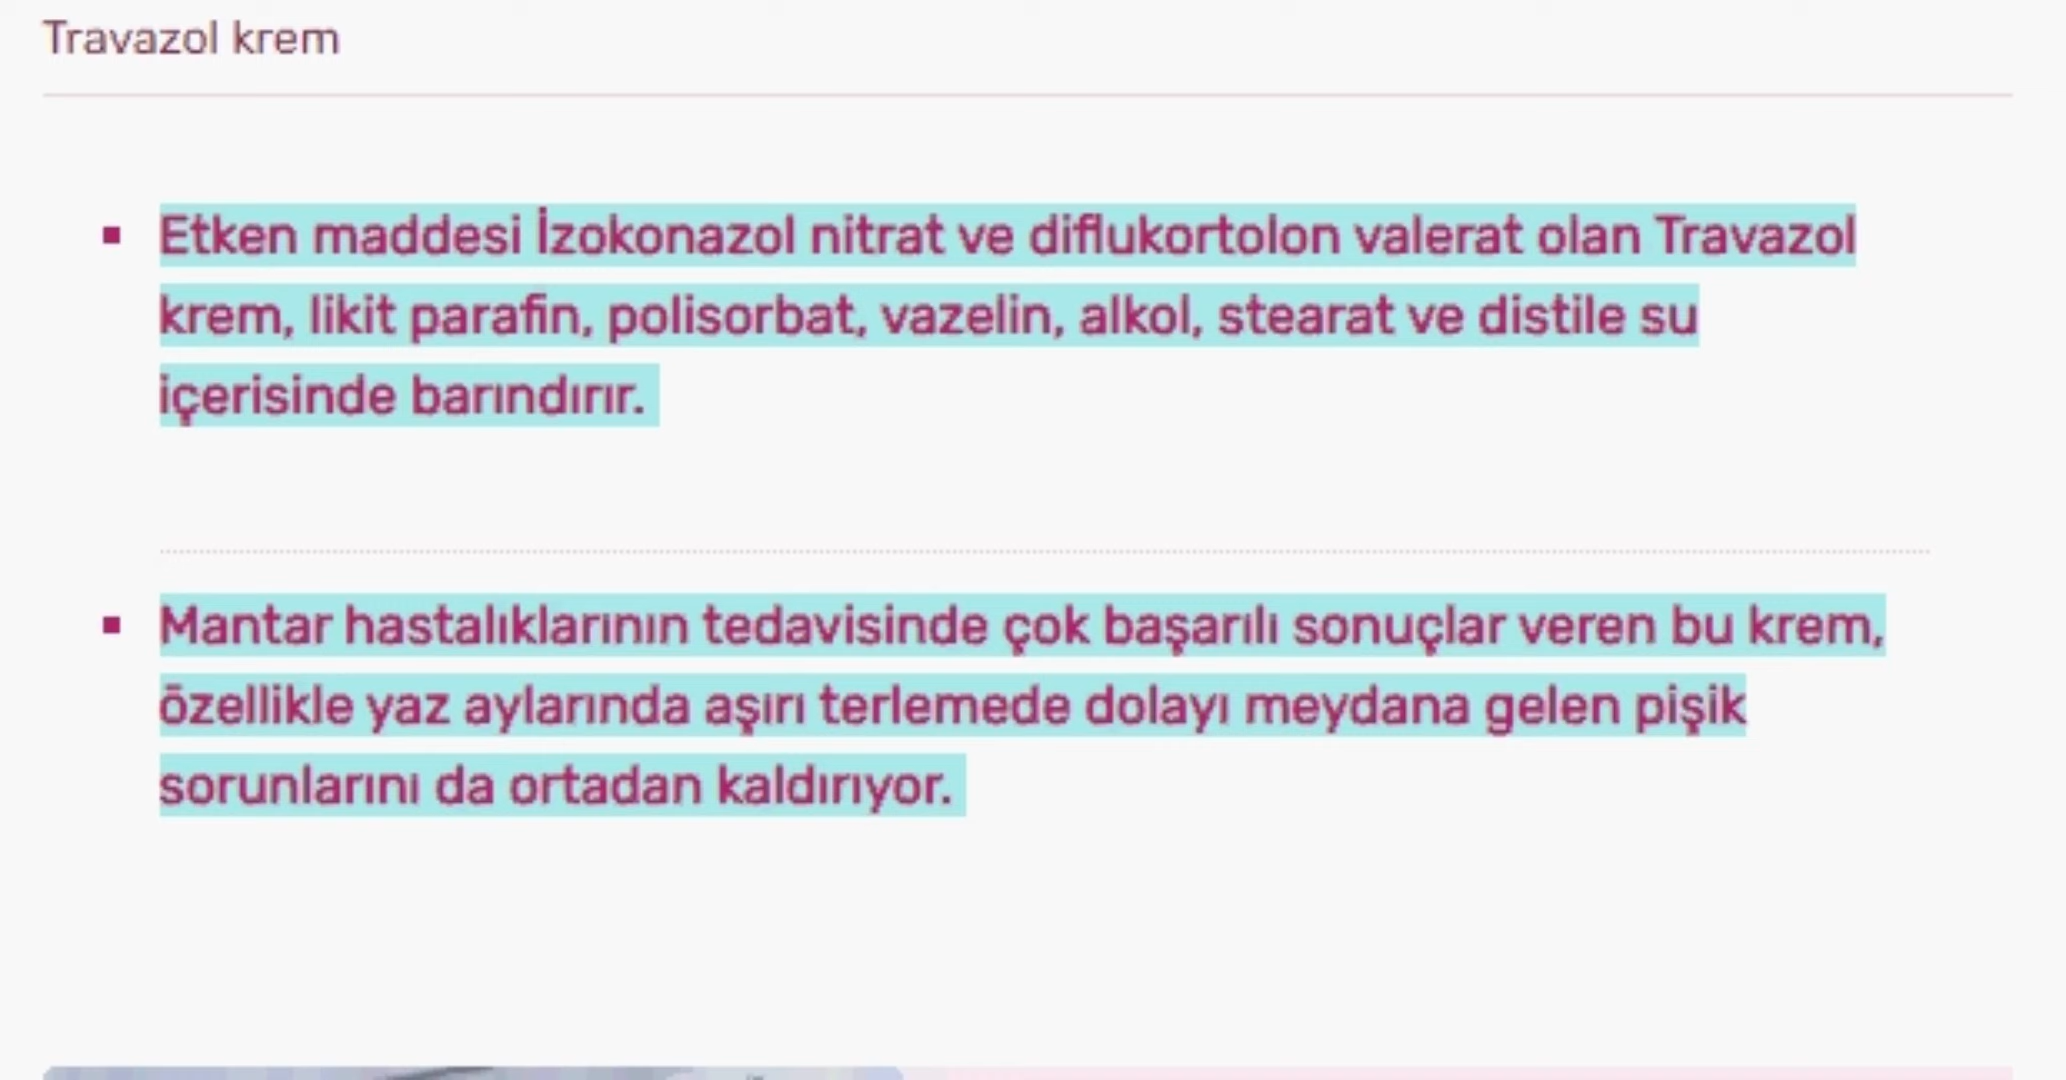 Travazol krem
Etken maddesi İzokonazol nitrat ve diflukortolon valerat olan Travazol
krem, likit parafin, polisorbat, vazelin, alkol, stearat ve distile su
içerisinde barındırır.
Mantar hastalıklarının tedavisinde çok başarılı sonuçlar veren bu krem,
özellikle yaz aylarında aşırı terlemede dolayı meydana gelen pişik
sorunlarını da ortadan kaldırıyor.